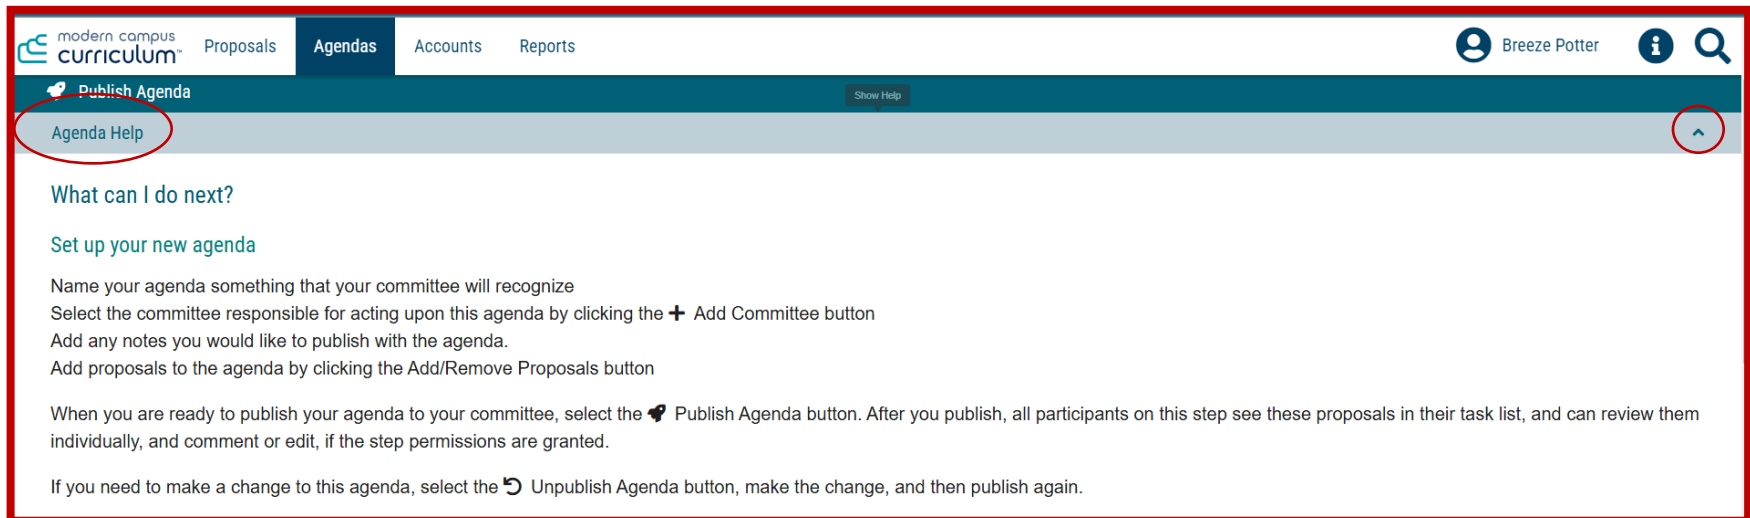 modern campus
curriculum™
Proposals Agendas Accounts Reports Breeze Potter
Publish Agenda
Show Help
Agenda Help
What can I do next?
Set up your new agenda
Name your agenda something that your committee will recognize
Select the committee responsible for acting upon this agenda by clicking the + Add Committee button
Add any notes you would like to publish with the agenda.
Add proposals to the agenda by clicking the Add/Remove Proposals button
When you are ready to publish your agenda to your committee, select the Publish Agenda button. After you publish, all participants on this step see these proposals in their task list, and can review them
individually, and comment or edit, if the step permissions are granted.
If you need to make a change to this agenda, select the Unpublish Agenda button, make the change, and then publish again.